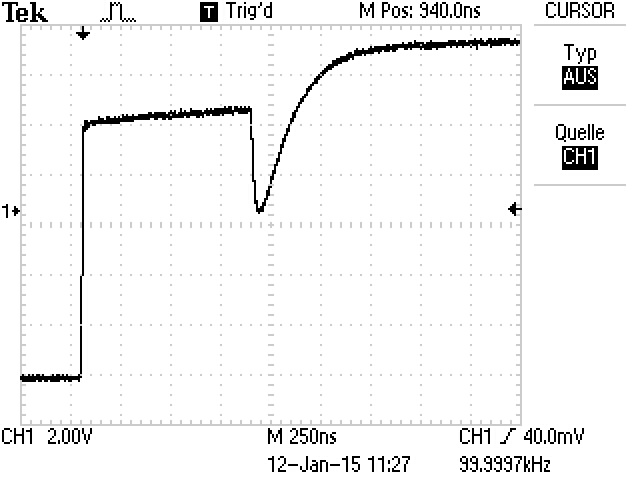 Tek T Trig'd M Pos: 940.0ns CURSOR
Typ
AUS
Quelle
CH1
1
CH1 2.00V M 250ns CH1 40.0mV
12-Jan-15 11:27 99.9997kHz